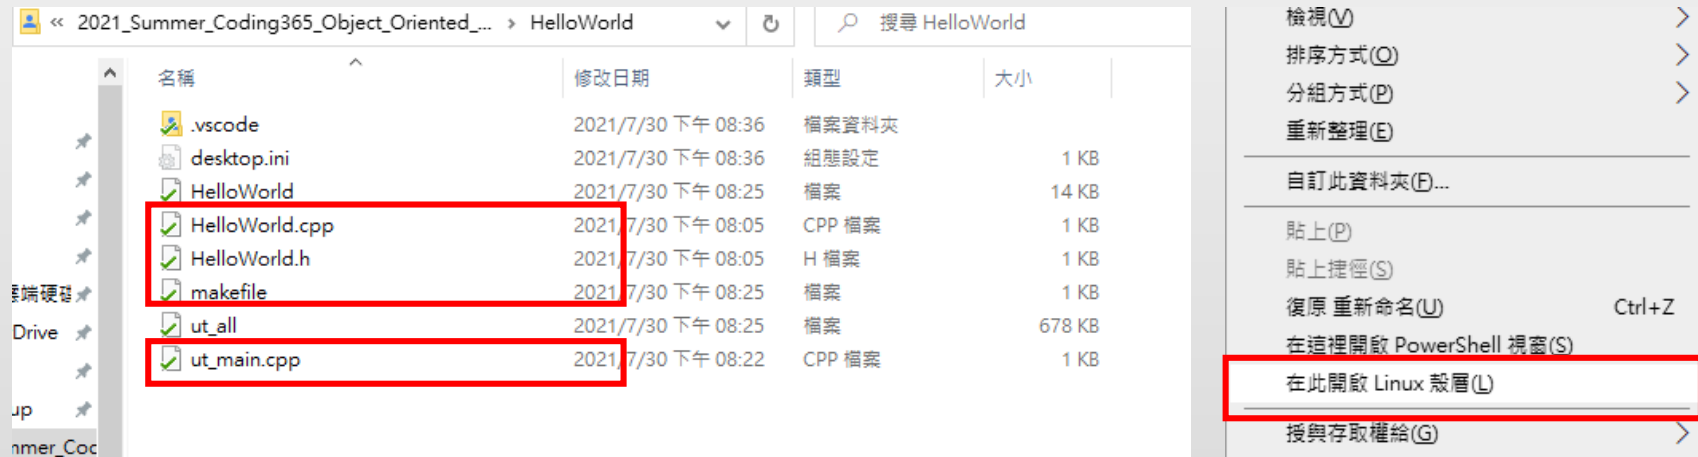 « 2021_Summer_Coding365_Object_Oriented_... › HelloWorld
搜尋 HelloWorld
名稱 修改日期 類型 大小
.vscode 2021/7/30 下午 08:36 檔案資料夾
desktop.ini 2021/7/30 下午 08:36 組態設定 1 KB
HelloWorld 2021/7/30 下午 08:25 檔案 14 KB
HelloWorld.cpp 2021/7/30 下午 08:05 CPP 檔案 1 KB
HelloWorld.h 2021/7/30 下午 08:05 H 檔案 1 KB
makefile 2021/7/30 下午 08:25 檔案 1 KB
ut_all 2021/7/30 下午 08:25 檔案 678 KB
ut_main.cpp 2021/7/30 下午 08:22 CPP 檔案 1 KB
端硬碟
Drive
up
mmer_Coc
檢視(V)
排序方式(O)
分組方式(P)
重新整理(E)
自訂此資料夾(F)...
貼上(P)
貼上捷徑(S)
復原 重新命名(U) Ctrl+Z
在這裡開啟 PowerShell 視窗(S)
在此開啟 Linux 殼層(L)
授與存取權給(G)